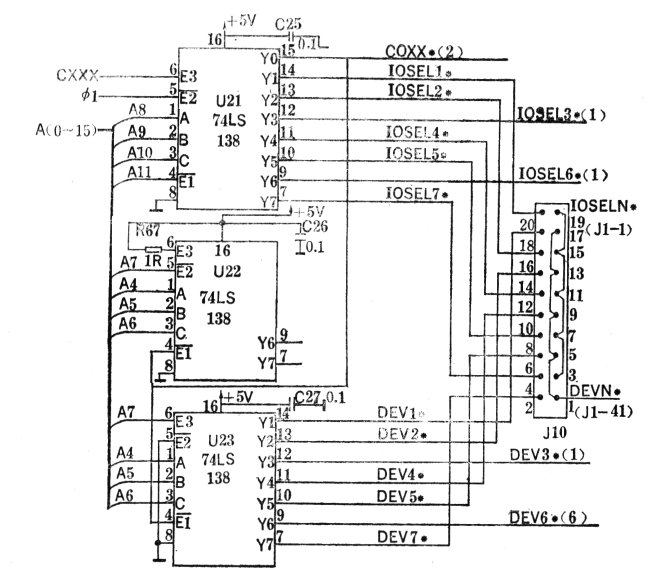 +5V C25
16 0.1
15 COXX*(2)
CXXX 6 E3 Y0
14 IOSEL1*
φ1 5 E2 U21 Y1
13 IOSEL2*
A8 1 A 74LS Y2
12 IOSEL3*(1)
A(0~15) A9 2 B 138 Y3
11 IOSEL4*
A10 3 C Y4
10 IOSEL5*
A11 4 E1 Y5
9 IOSEL6*(1)
8 Y6
7 IOSEL7*
Y7
+5V
R67 C26
16 0.1
1R 6 E3 U22
A7 5 E2
A4 1 A 74LS
A5 2 B 138
A6 3 C
4 E1 Y6 9
8 Y7 7
IOSELN*
20 19
17 (J1-1)
18 15
16 13
14 11
12 9
10 7
8 5
6 3
4 DEVN*
2 1 (J1-41)
J10
+5V C27 0.1
16
A7 6 E3 Y1 14 DEV1*
5 E2 U23 Y2 13 DEV2*
A4 1 A 74LS Y3 12 DEV3*(1)
A5 2 B 138 Y4 11 DEV4*
A6 3 C Y5 10 DEV5*
4 E1 Y6 9 DEV6*(6)
8 Y7 7 DEV7*